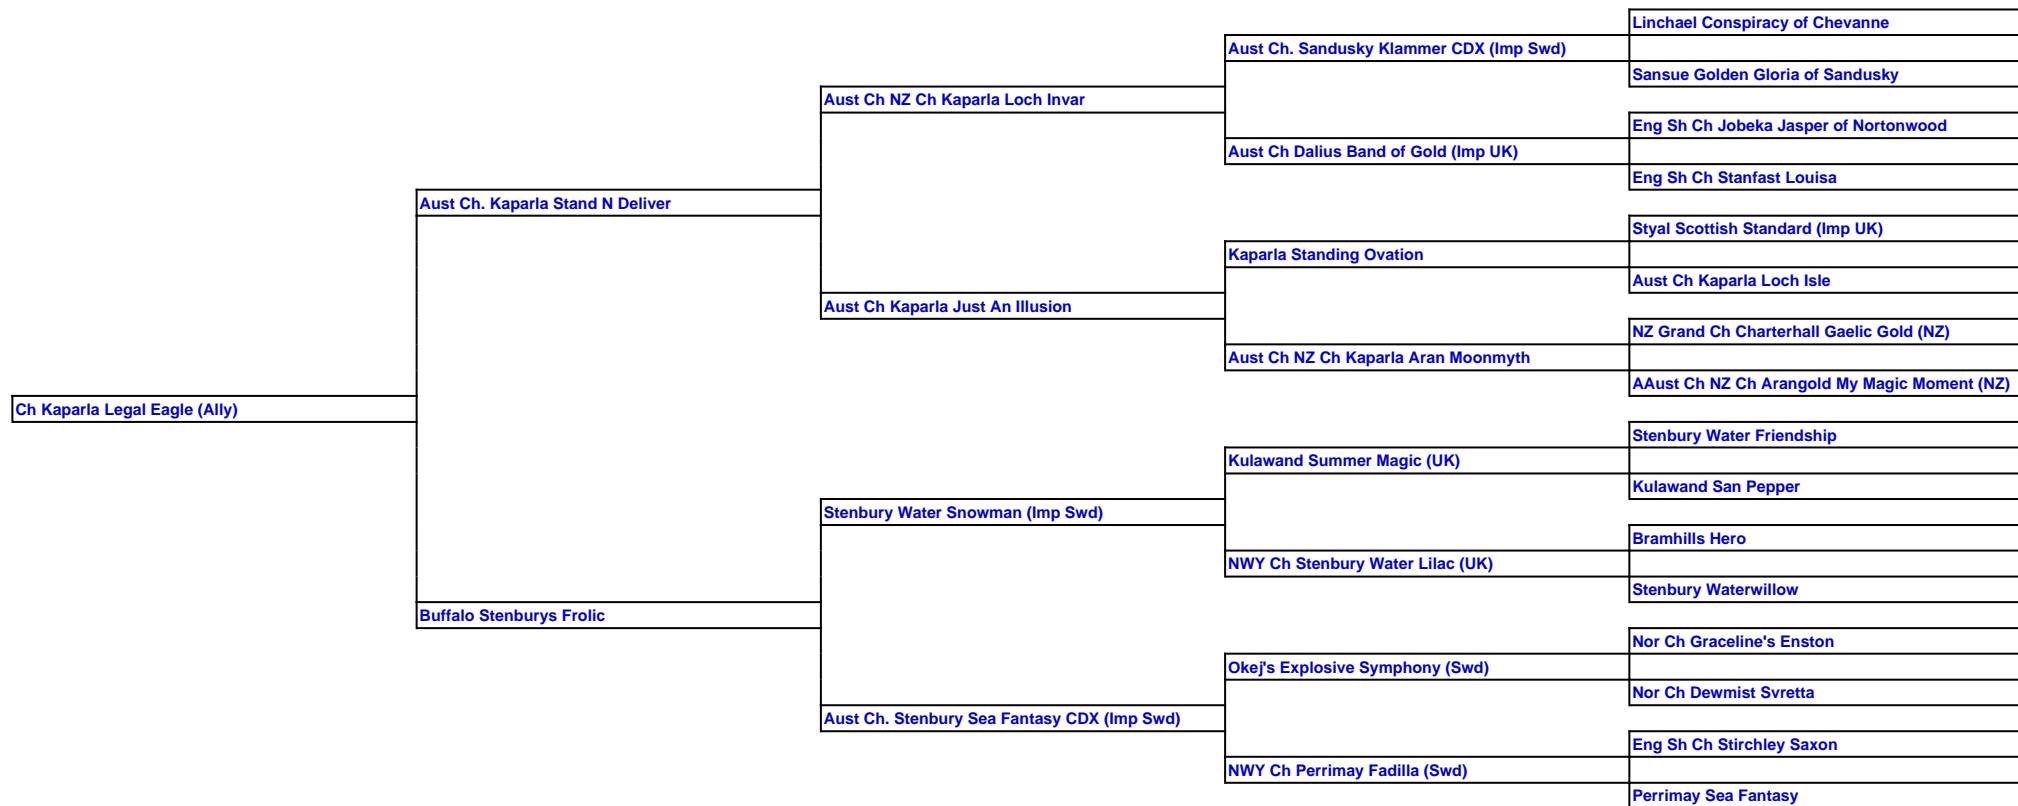 Linchael Conspiracy of Chevanne
Aust Ch. Sandusky Klammer CDX (Imp Swd)
Sansue Golden Gloria of Sandusky
Aust Ch NZ Ch Kaparla Loch Invar
Eng Sh Ch Jobeka Jasper of Nortonwood
Aust Ch Dalius Band of Gold (Imp UK)
Eng Sh Ch Stanfast Louisa
Aust Ch. Kaparla Stand N Deliver
Styal Scottish Standard (Imp UK)
Kaparla Standing Ovation
Aust Ch Kaparla Loch Isle
Aust Ch Kaparla Just An Illusion
NZ Grand Ch Charterhall Gaelic Gold (NZ)
Aust Ch NZ Ch Kaparla Aran Moonmyth
AAust Ch NZ Ch Arangold My Magic Moment (NZ)
Ch Kaparla Legal Eagle (Ally)
Stenbury Water Friendship
Kulawand Summer Magic (UK)
Kulawand San Pepper
Stenbury Water Snowman (Imp Swd)
Bramhills Hero
NWY Ch Stenbury Water Lilac (UK)
Stenbury Waterwillow
Buffalo Stenburys Frolic
Nor Ch Graceline's Enston
Okej's Explosive Symphony (Swd)
Nor Ch Dewmist Svretta
Aust Ch. Stenbury Sea Fantasy CDX (Imp Swd)
Eng Sh Ch Stirchley Saxon
NWY Ch Perrimay Fadilla (Swd)
Perrimay Sea Fantasy